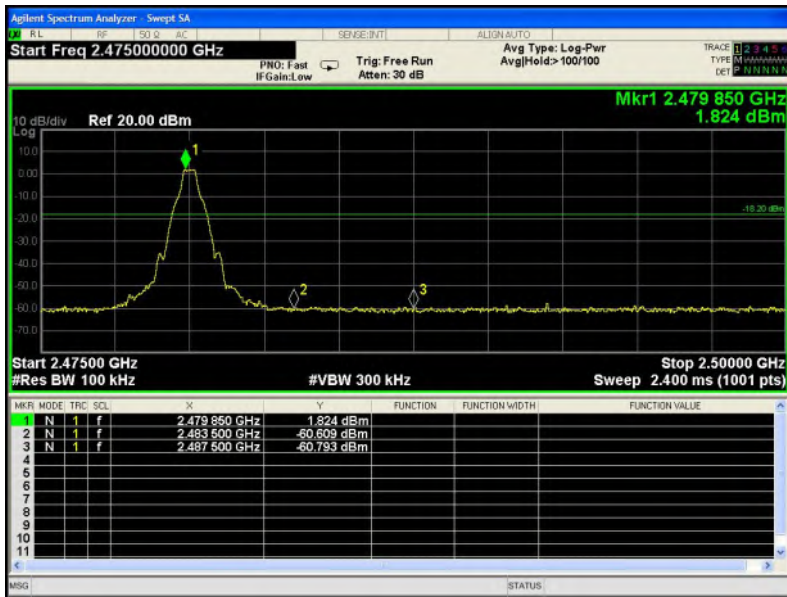 Agilent Spectrum Analyzer - Swept SA
RL RF 50 Ω AC SENSE:INT ALIGN AUTO
Start Freq 2.475000000 GHz
PNO: Fast
IFGain:Low
Trig: Free Run
Atten: 30 dB
Avg Type: Log-Pwr
Avg|Hold:> 100/100
TRACE 1 2 3 4 5 6
TYPE M
DET P N N N N N
Mkr1 2.479 850 GHz
1.824 dBm
10 dB/div Ref 20.00 dBm
Log
10.0
0.00
-10.0
-20.0
-30.0
-40.0
-50.0
-60.0
-70.0
1
2
3
-18.20 dBm
Start 2.47500 GHz Stop 2.50000 GHz
#Res BW 100 kHz #VBW 300 kHz Sweep 2.400 ms (1001 pts)
MKR MODE TRC SCL X Y FUNCTION FUNCTION WIDTH FUNCTION VALUE
1 N 1 f 2.479 850 GHz 1.824 dBm
2 N 1 f 2.483 500 GHz -60.609 dBm
3 N 1 f 2.487 500 GHz -60.793 dBm
4
5
6
7
8
9
10
11
MSG STATUS